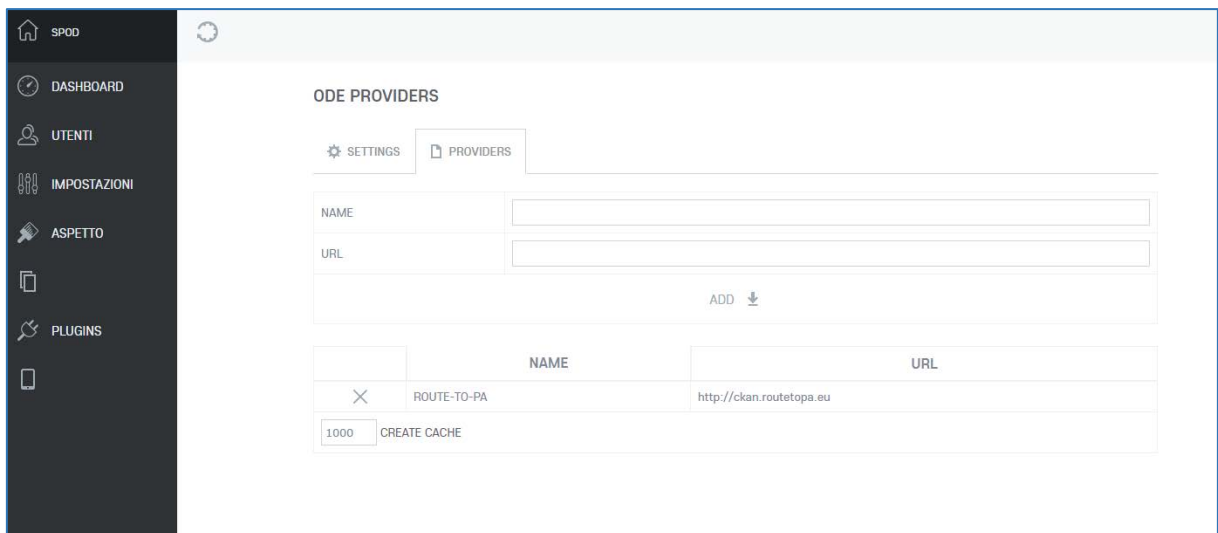 SPOD
DASHBOARD
UTENTI
IMPOSTAZIONI
ASPETTO
PLUGINS
ODE PROVIDERS
SETTINGS PROVIDERS
NAME
URL
ADD
NAME URL
ROUTE-TO-PA http://ckan.routetopa.eu
1000 CREATE CACHE